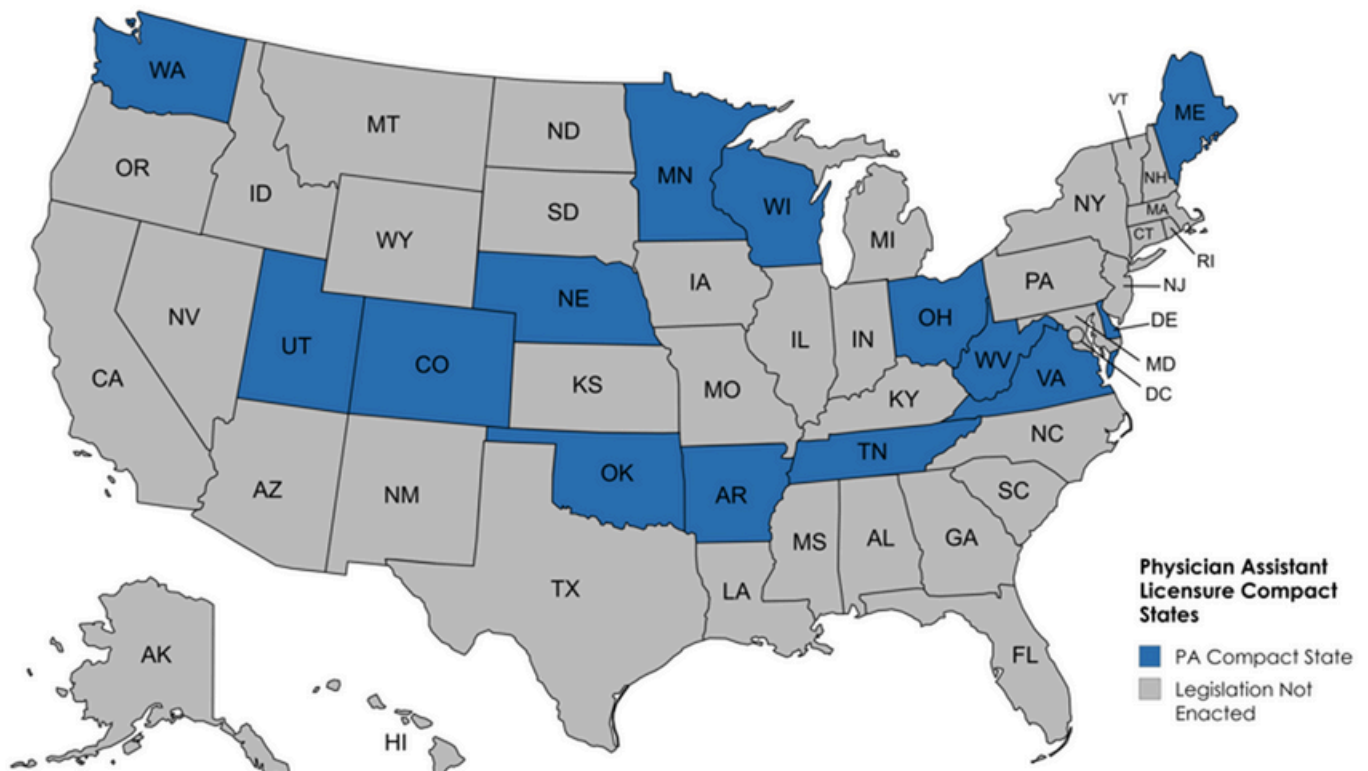 WA
MT
ND
MN
ME
VT
OR
ID
SD
WI
NH
NY
MA
WY
MI
CT
RI
IA
PA
NJ
NE
NV
UT
CO
IL
IN
OH
DE
WV
MD
CA
KS
MO
VA
DC
KY
NC
TN
AZ
NM
OK
AR
SC
MS
AL
GA
TX
LA
AK
FL
HI
Physician Assistant
Licensure Compact
States
PA Compact State
Legislation Not
Enacted